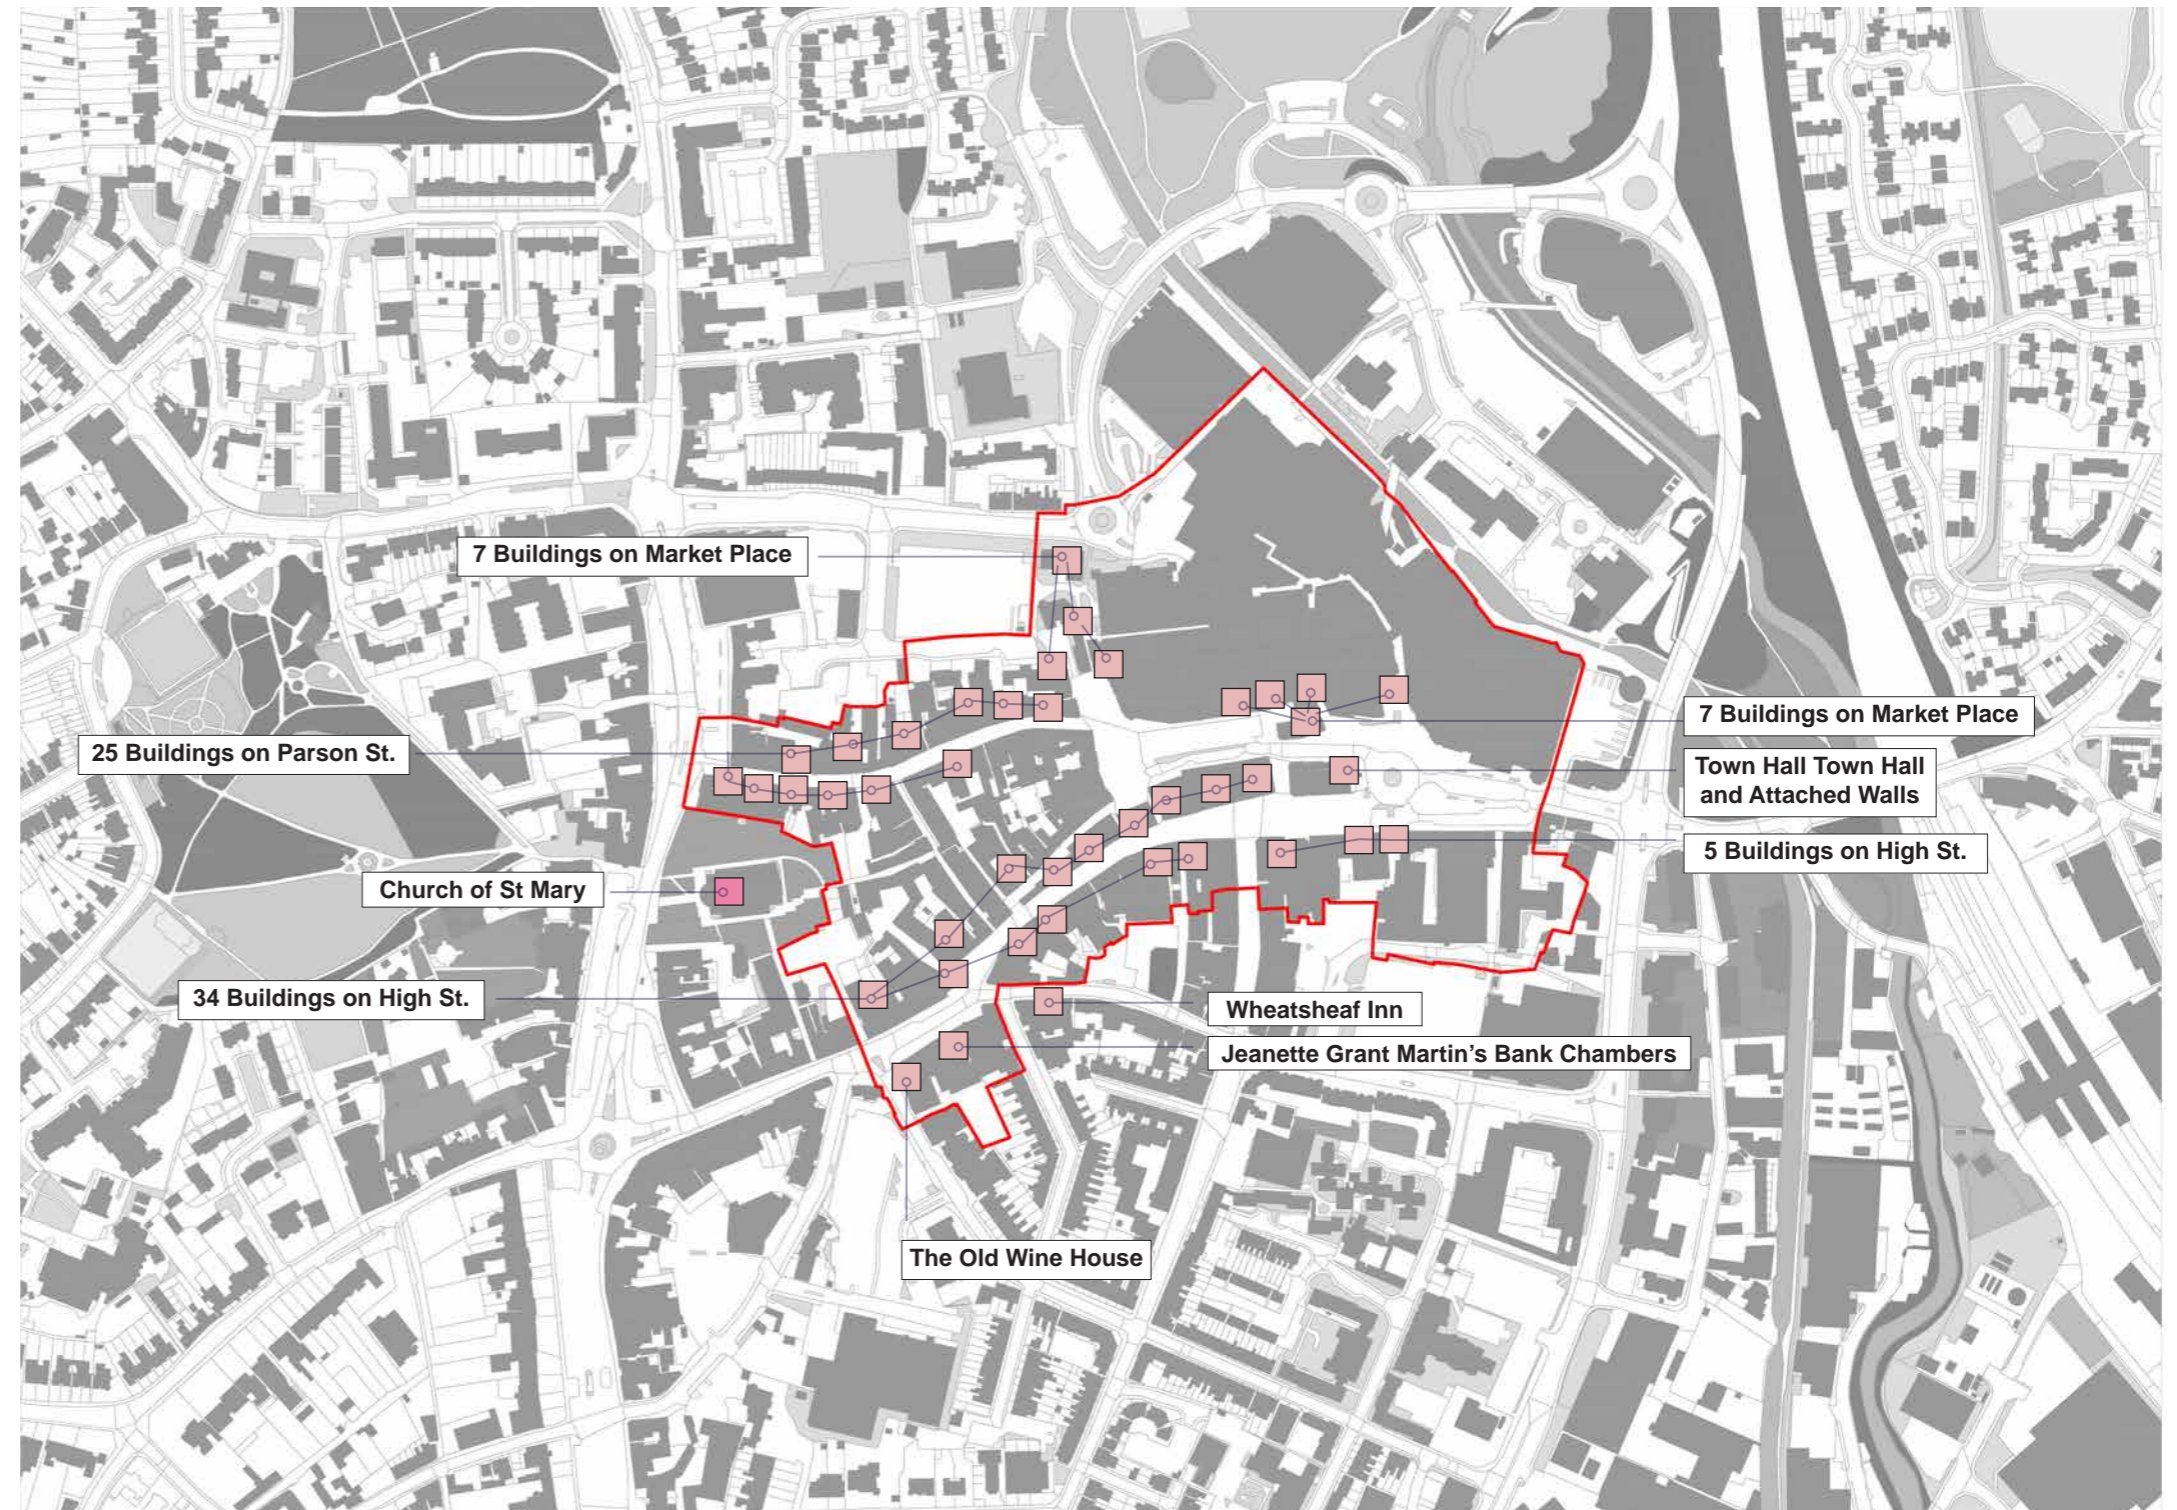 7 Buildings on Market Place
7 Buildings on Market Place
25 Buildings on Parson St.
Town Hall Town Hall
and Attached Walls
5 Buildings on High St.
Church of St Mary
34 Buildings on High St.
Wheatsheaf Inn
Jeanette Grant Martin’s Bank Chambers
The Old Wine House